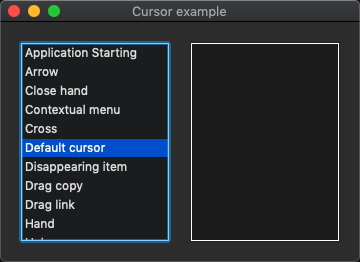 Cursor example
Application Starting
Arrow
Close hand
Contextual menu
Cross
Default cursor
Disappearing item
Drag copy
Drag link
Hand